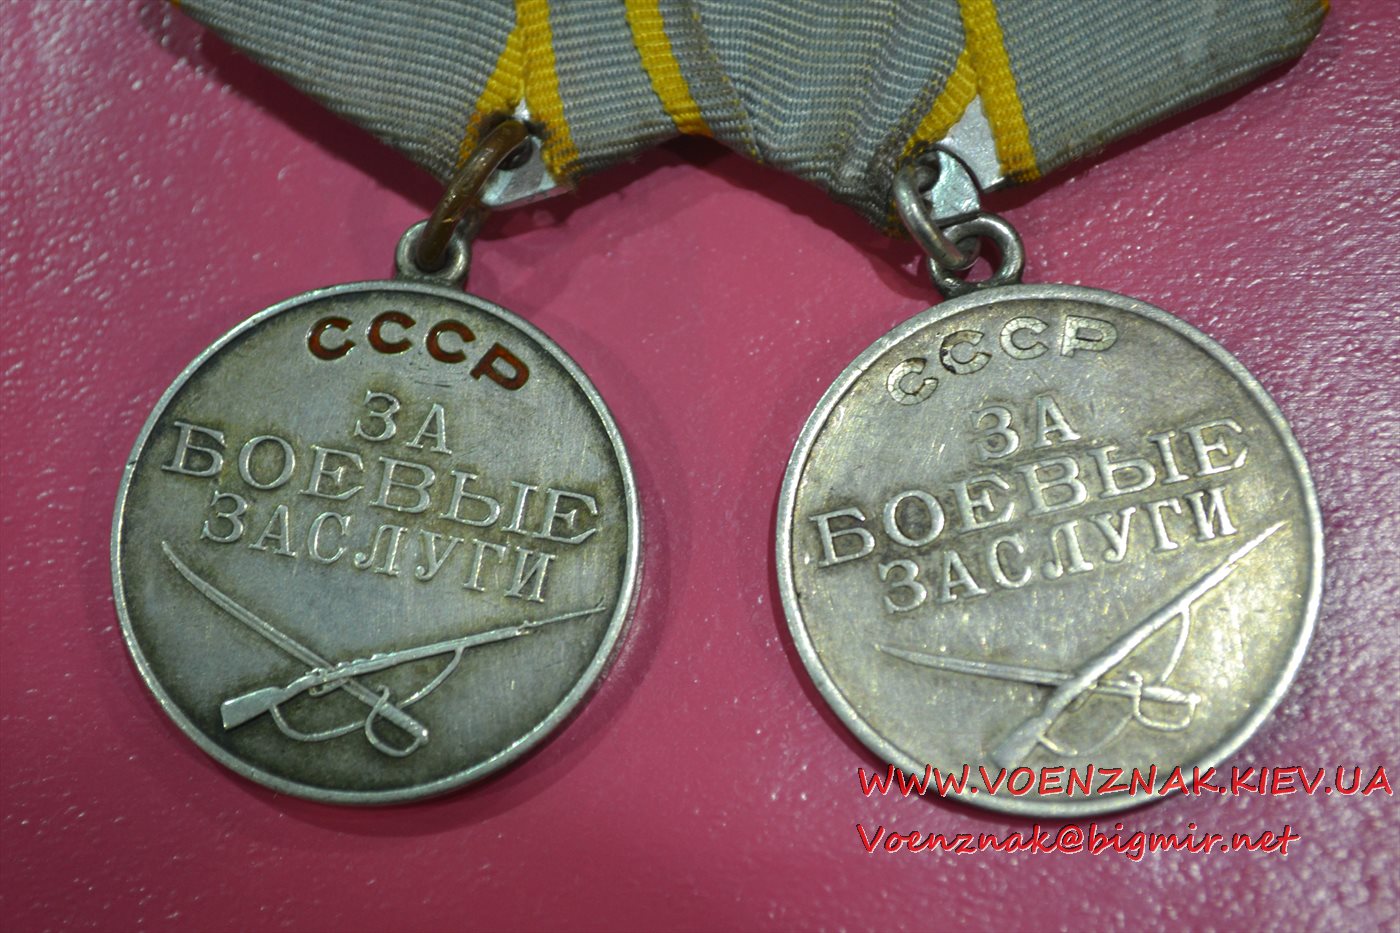 СССР
ЗА
БОЕВЫЕ
ЗАСЛУГИ
СССР
ЗА
БОЕВЫЕ
ЗАСЛУГИ
WWW.VOENZNAK.KIEV.UA
Voenznak@bigmir.net